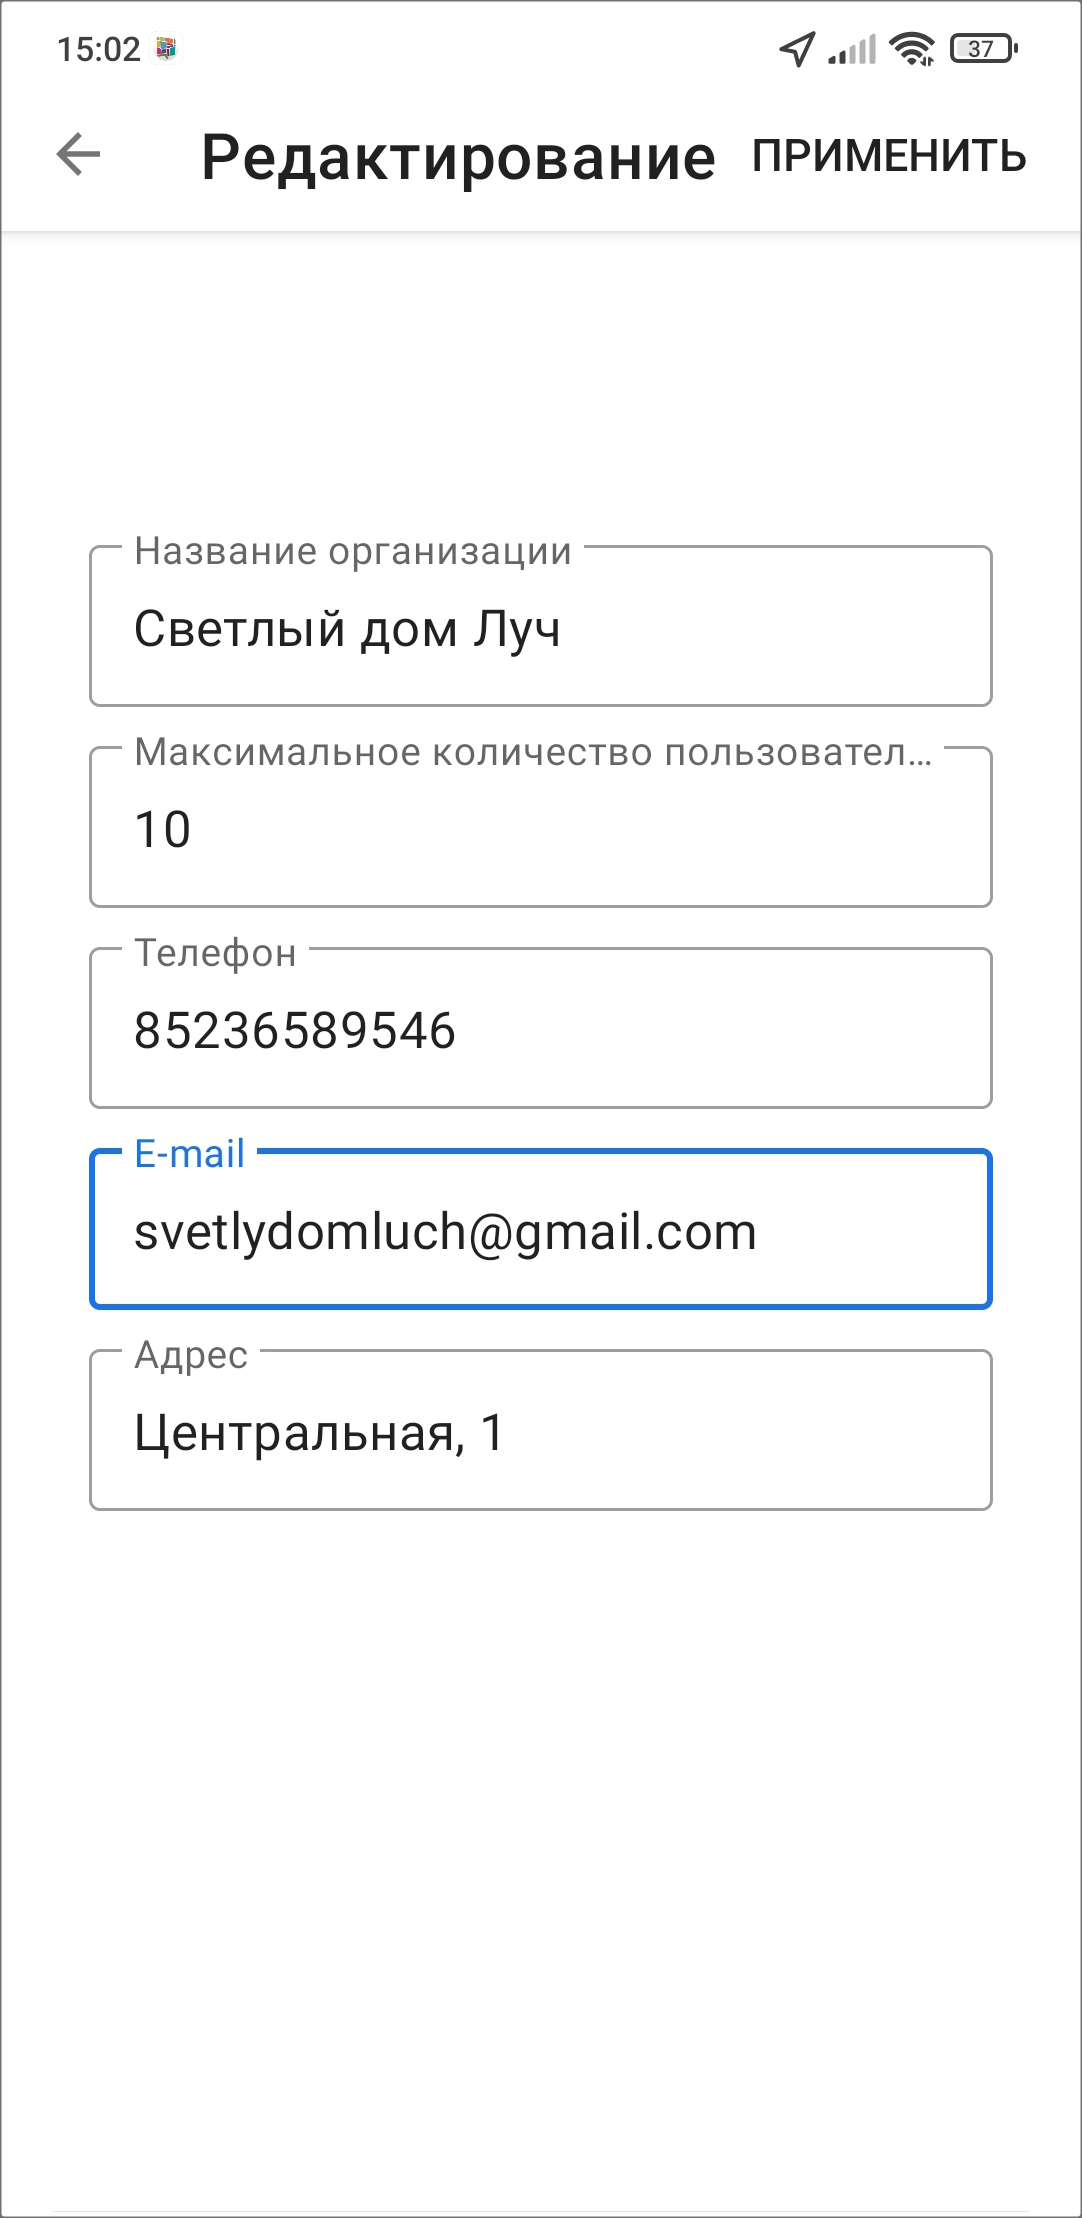 15:02
37
Редактирование ПРИМЕНИТЬ
Название организации
Светлый дом Луч
Максимальное количество пользовател...
10
Телефон
85236589546
E-mail
svetlydomluch@gmail.com
Адрес
Центральная, 1